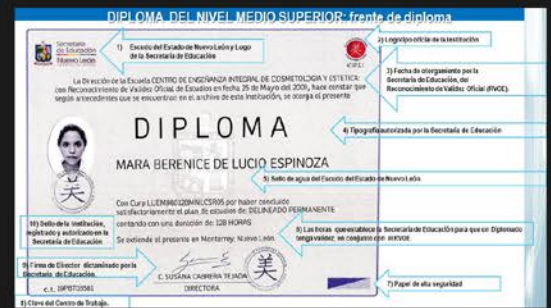 DIPLOMA DEL NIVEL MEDIO SUPERIOR: frente de diploma
Secretaría
de Educación
Nuevo León
1) Escudo del Estado de Nuevo León y Logo
de la Secretaría de Educación
2) Logotipo oficial de la Institución
3) Fecha de otorgamiento por la
Secretaría de Educación, del
Reconocimiento de Validez Oficial (RVOE).
La Dirección de la Escuela CENTRO DE ENSEÑANZA INTEGRAL DE COSMETOLOGIA Y ESTETICA:
con Reconocimiento de Validez Oficial de Estudios en fecha 25 de Mayo del 2009, hace constar que
según antecedentes que se encuentran en el archivo de esta Institución, se otorga el presente
DIPLOMA
4) Tipografía autorizada por la Secretaría de Educación
MARA BERENICE DE LUCIO ESPINOZA
5) Sello de agua del Escudo del Estado de Nuevo León
美
Con Curp por haber concluido
satisfactoriamente el plan de estudios de: DELINEADO PERMANENTE
contando con una duración de: 128 HORAS
Se extiende el presente en Monterrey, Nuevo León
6) Las horas que establece la Secretaría de Educación para que un Diplomado
tenga validez, en conjunto con
10) Sello de la Institución,
registrado y autorizado en la
Secretaría de Educación
9) Firma de Director dictaminado por la
Secretaría de Educación.
美
C. SUSANA CABRERA TEJADA
DIRECTORA
7) Papel de alta seguridad
C.T.
8) Clave del Centro de Trabajo.